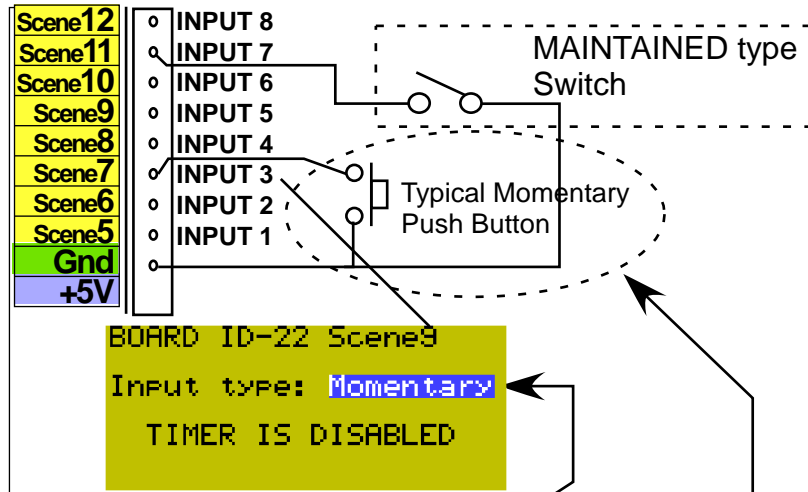 Scene12 INPUT 8
Scene11 INPUT 7
Scene10 INPUT 6
Scene9 INPUT 5
Scene8 INPUT 4
Scene7 INPUT 3
Scene6 INPUT 2
Scene5 INPUT 1
Gnd
+5V
MAINTAINED type
Switch
Typical Momentary
Push Button
BOARD ID-22 Scene9
Input type: Momentary
TIMER IS DISABLED